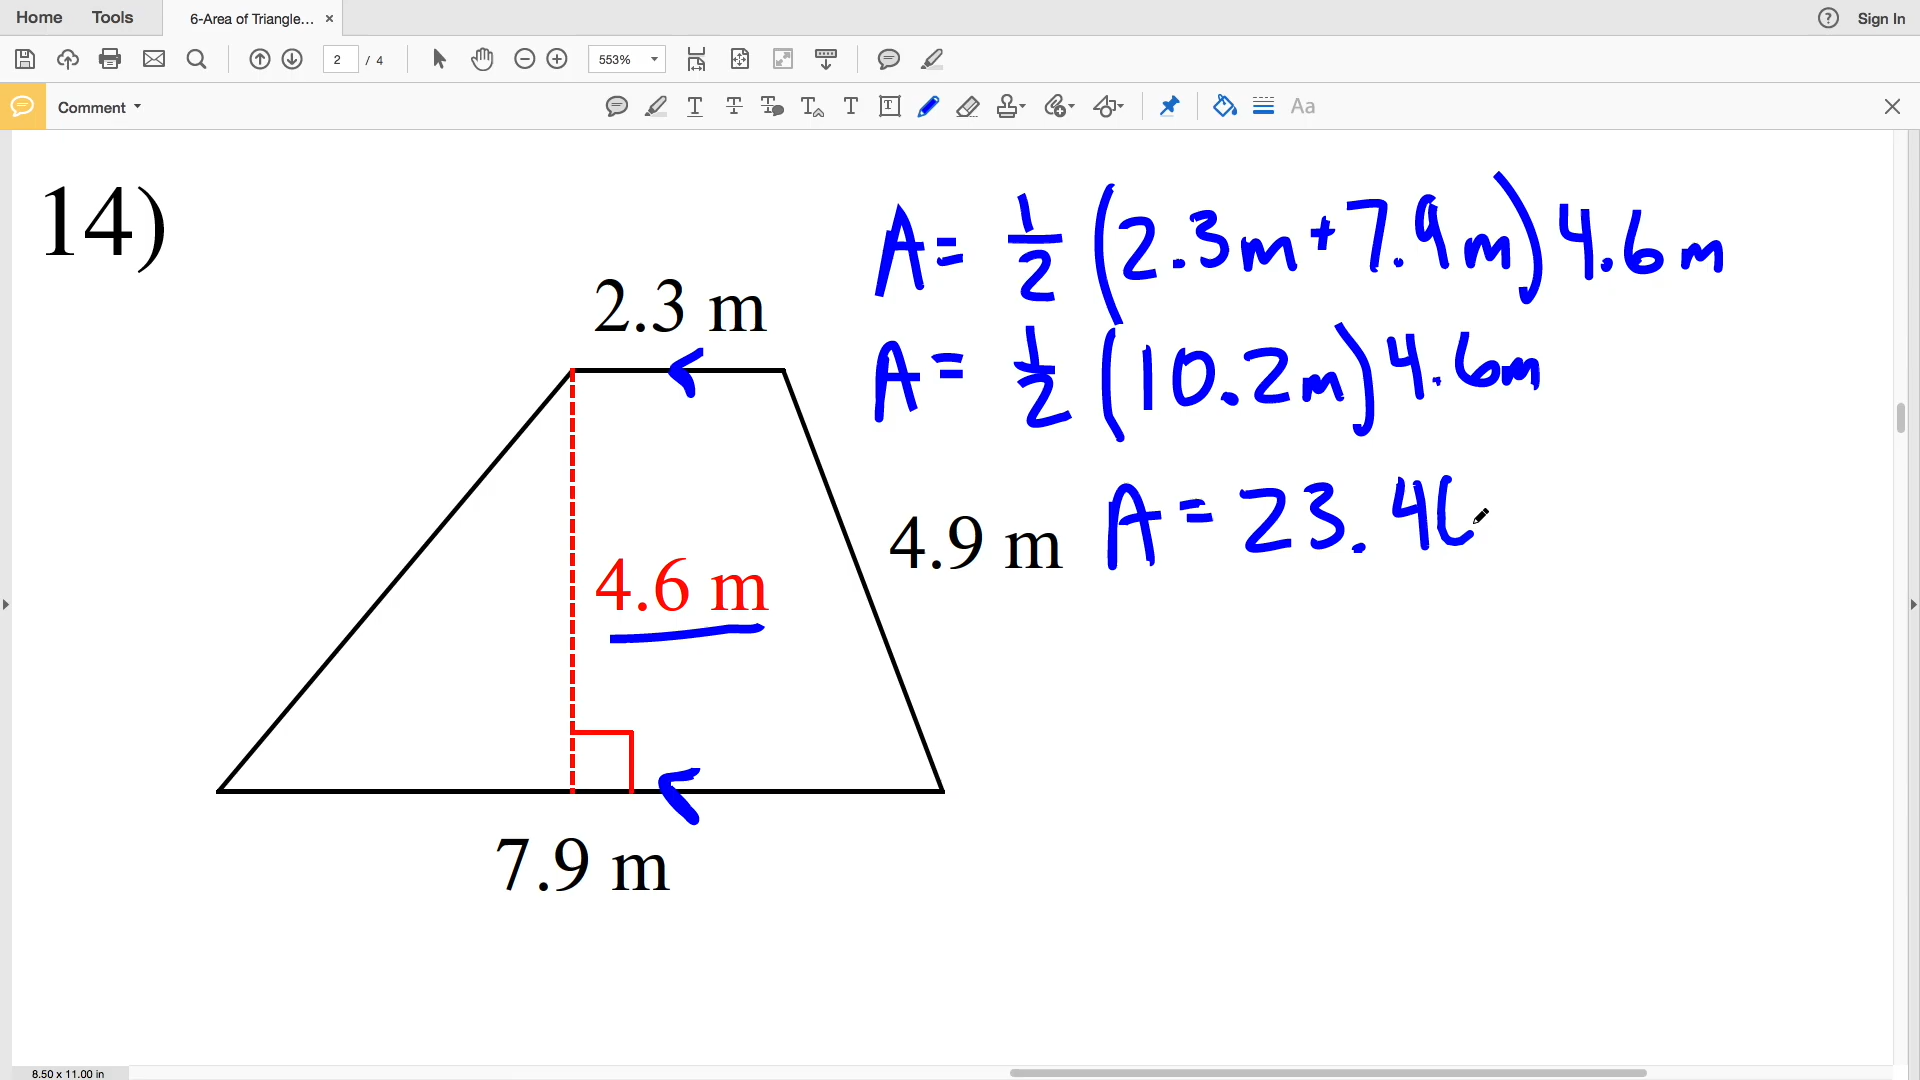 Home Tools 6-Area of Triangle... × Sign In
2 / 4 553%
Comment Aa
14)
A = 1/2 (2.3m + 7.9m) 4.6m
2.3 m
A = 1/2 (10.2m) 4.6m
A = 23.4
4.9 m
4.6 m
7.9 m
8.50 x 11.00 in